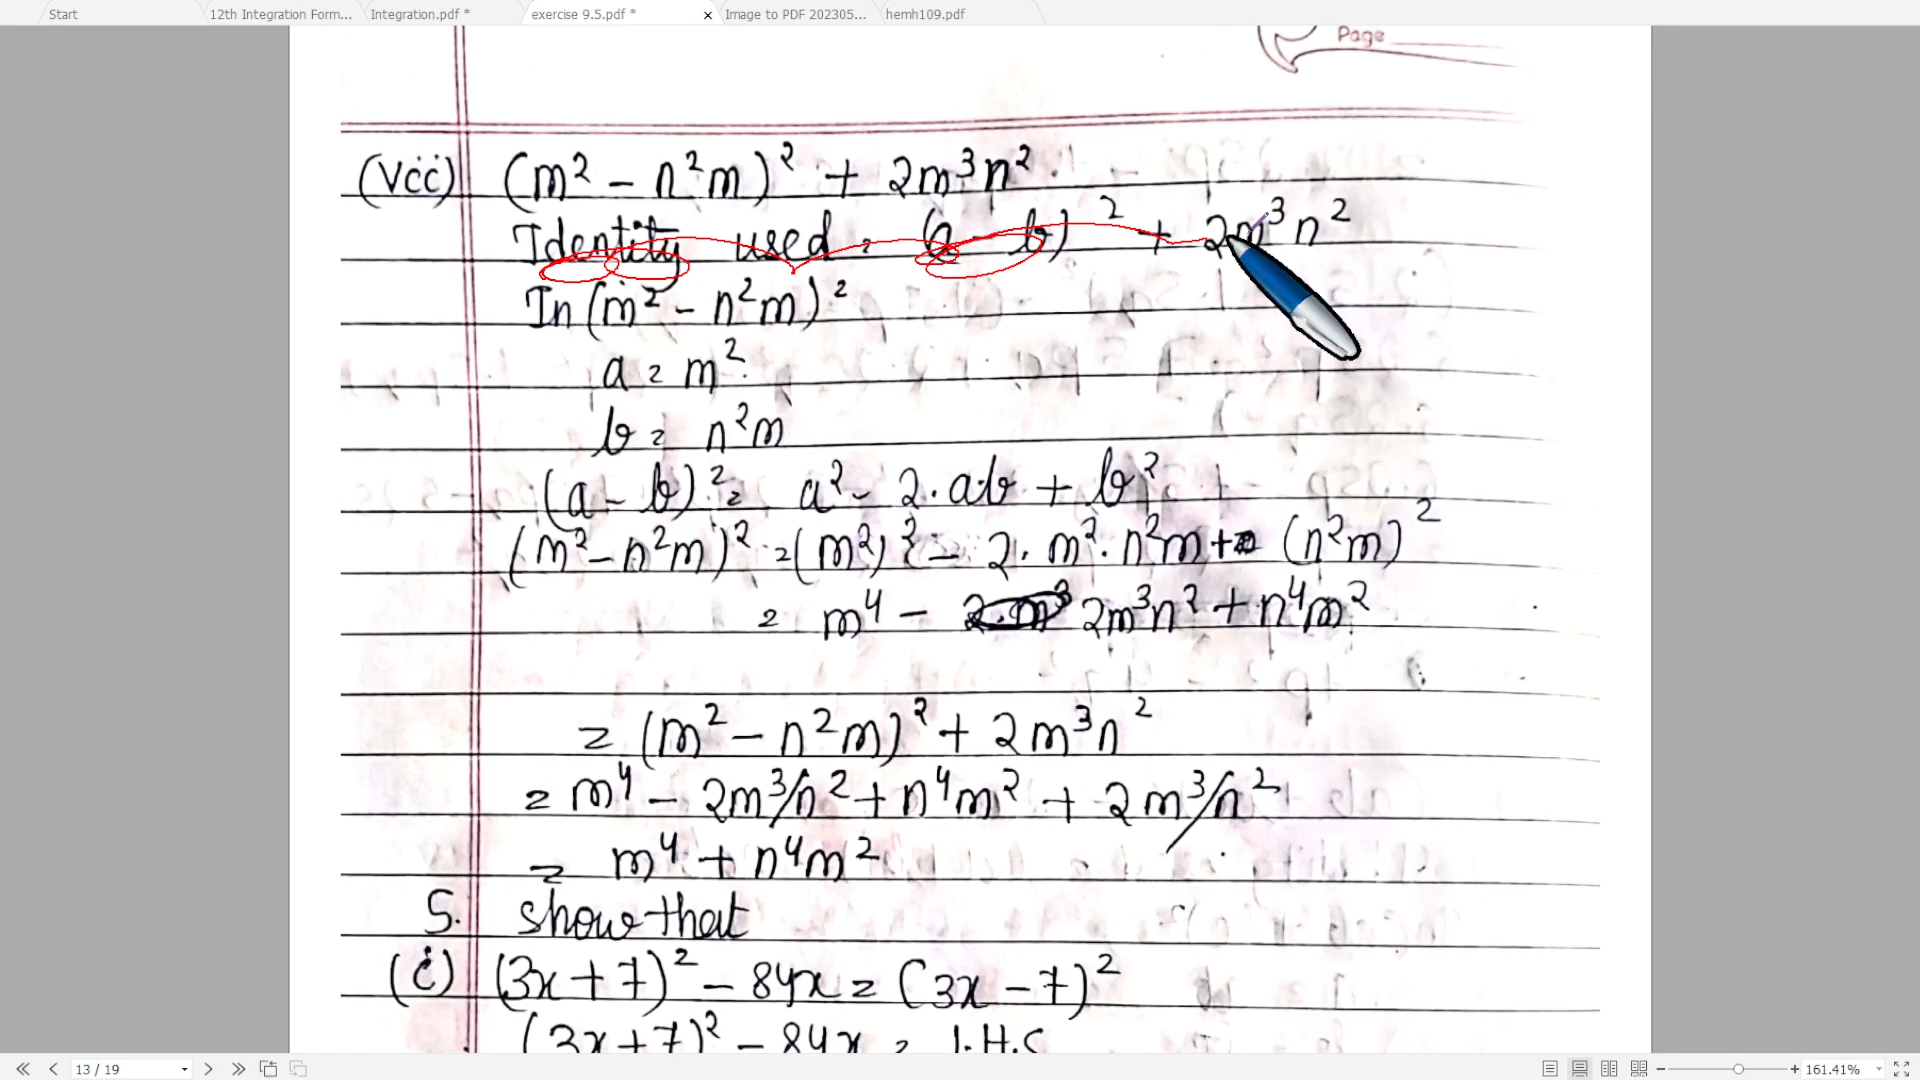 Start 12th Integration Form... Integration.pdf * exercise 9.5.pdf * × Image to PDF 202305... hemh109.pdf
Page
(vii) (m² - n²m)² + 2m³n²
Identity used = (a - b)² + 2m³n²
In (m² - n²m)²
a = m²
b = n²m
(a - b)² = a² - 2·ab + b²
(m² - n²m)² = (m²)² - 2·m²·n²m + (n²m)²
= m⁴ - 2m³n² + n⁴m²
= (m² - n²m)² + 2m³n²
= m⁴ - 2m³n² + n⁴m² + 2m³n²
= m⁴ + n⁴m²
5. show that
(i) (3x + 7)² - 84x = (3x - 7)²
(3x + 7)² - 84x = L.H.S
13 / 19 161.41%